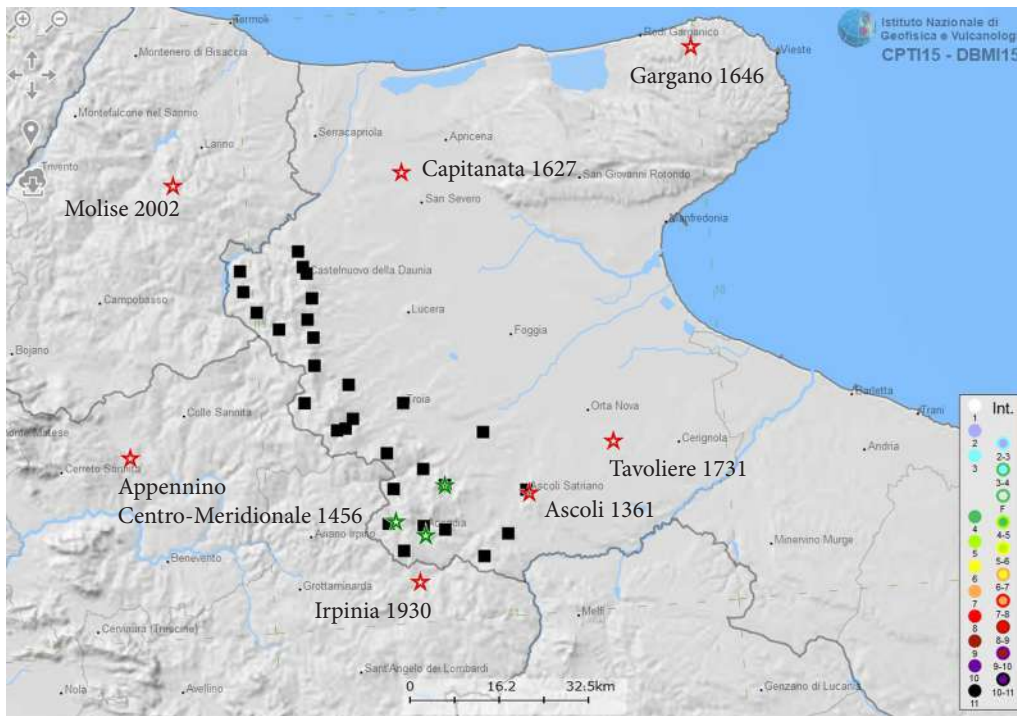 Termoli
Rodi Garganico
Istituto Nazionale di
Geofisica e Vulcanologi
CPTI15 - DBMI15
Montenero di Bisaccia
Vieste
Gargano 1646
Montefalcone nel Sannio
Serracapriola
Apricena
Larino
Trivento
Capitanata 1627
San Giovanni Rotondo
Molise 2002
San Severo
Manfredonia
Castelnuovo della Daunia
Campobasso
Lucera
Foggia
Bojano
Barletta
Trani
Int.
Colle Sannita
Troia
Orta Nova
Cerignola
Andria
Cerreto Sannita
Tavoliere 1731
Appennino
Centro-Meridionale 1456
Ascoli Satriano
Ascoli 1361
Ariano Irpino
Minervino Murge
Benevento
Grottaminarda
Irpinia 1930
Melfi
Cervinara
Sant'Angelo dei Lombardi
Nola
Avellino
Genzano di Lucania
0 16.2 32.5km
1
2
3
4
5
6
7
8
9
10
11
2-3
3-4
F
4-5
5-6
6-7
7-8
8-9
9-10
10-11